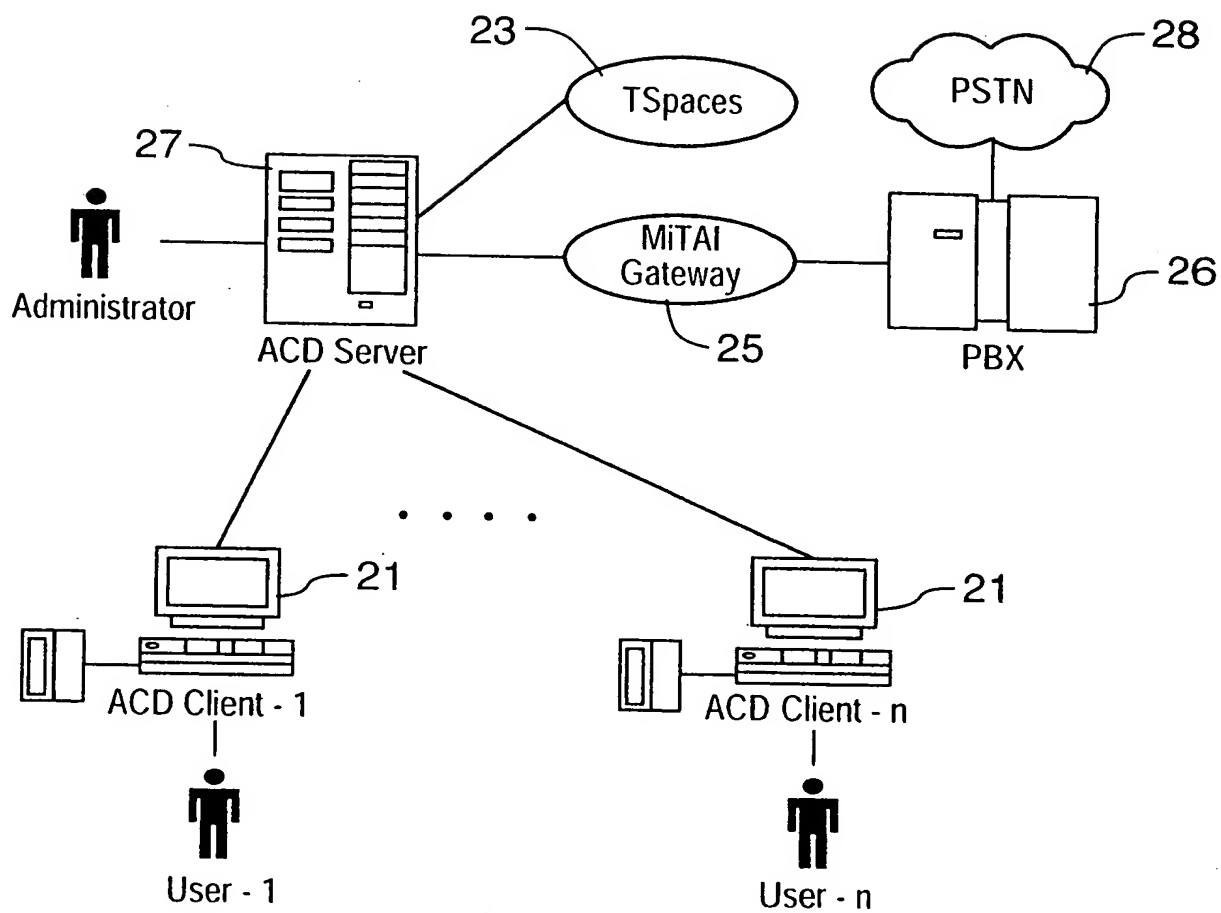 23
28
TSpaces
PSTN
27
MiTAI
Gateway
26
Administrator
25
ACD Server
PBX
. . . .
21
21
ACD Client - 1
ACD Client - n
User - 1
User - n